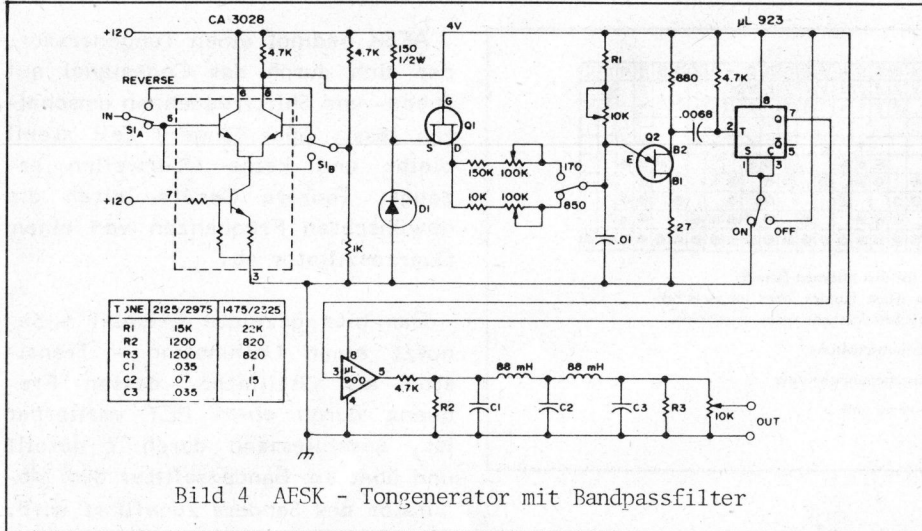 CA 3028
4V
µL 923
+12
4.7K
4.7K
150
1/2W
R1
680
4.7K
REVERSE
IN
S1A
5
6
8
1
S1B
G
Q1
S
D
10K
Q2
E
B2
B1
.0068
2
T
8
Q
7
Q̅
5
1
3
7
+12
3
150K
100K
170
10K
100K
850
D1
1K
.01
27
ON
OFF
TONE 2125/2975 1475/2325
R1 15K 22K
R2 1200 820
R3 1200 820
C1 .035 .1
C2 .07 .15
C3 .035 .1
3
8
µL
900
5
4
4.7K
R2
C1
88 mH
C2
88 mH
C3
R3
10K
OUT
Bild 4 AFSK - Tongenerator mit Bandpassfilter